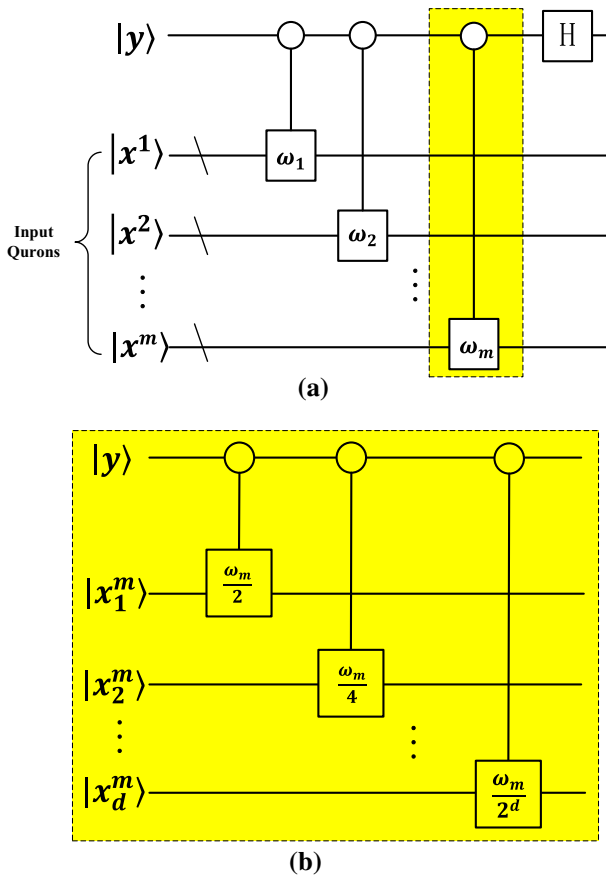 |y⟩ H
|x¹⟩ ω₁
Input
Qurons
|x²⟩ ω₂
⋮ ⋮
|xᵐ⟩ ωₘ
(a)
|y⟩
|x₁ᵐ⟩ ωₘ/2
|x₂ᵐ⟩ ωₘ/4
⋮ ⋮
|x_dᵐ⟩ ωₘ/2ᵈ
(b)